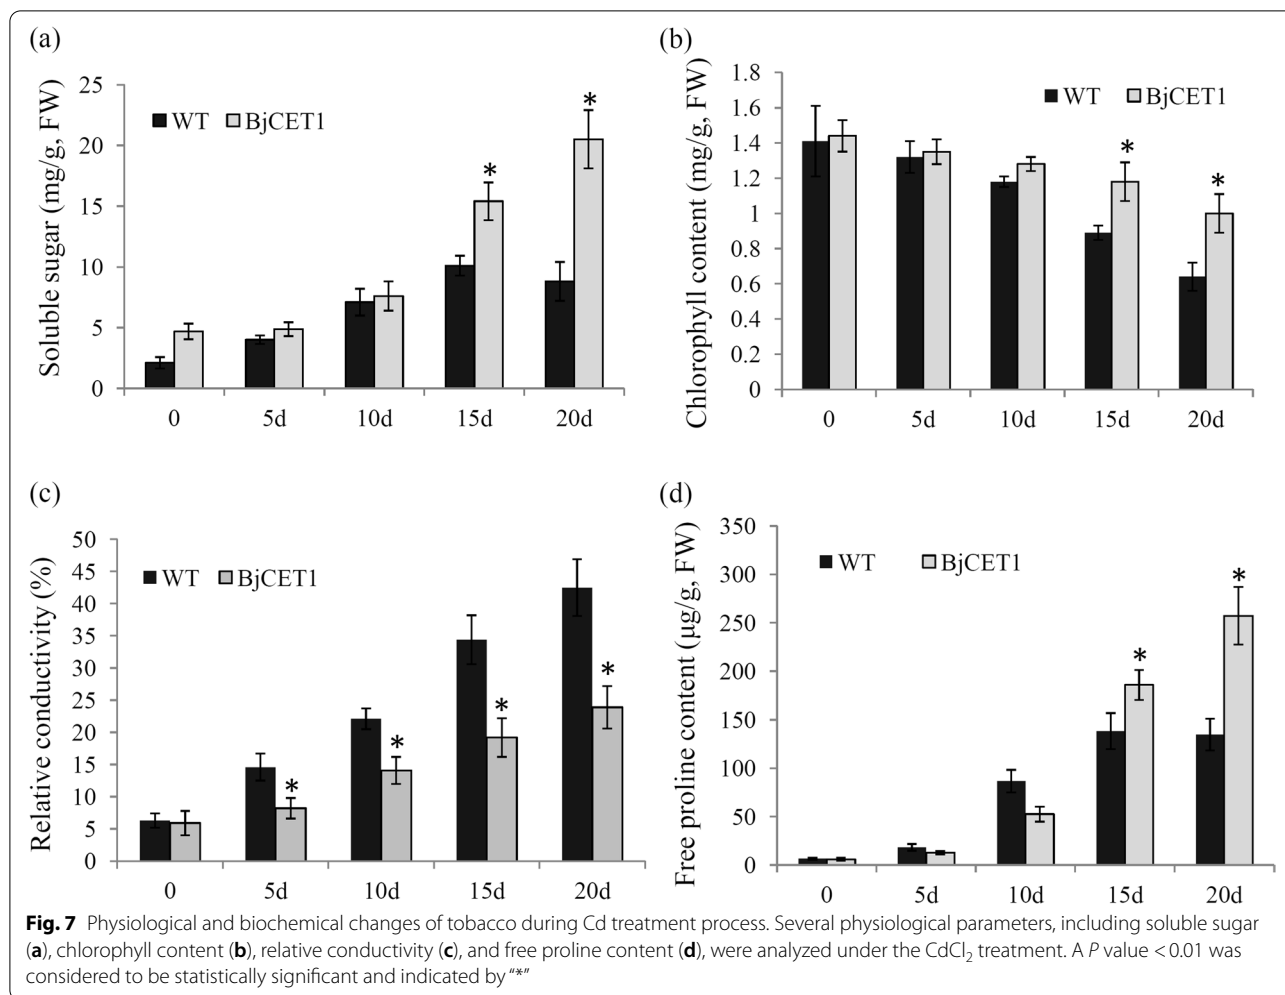 (a)
Soluble sugar (mg/g, FW)
25
20
15
10
5
0
WT BjCET1
*
*
0 5d 10d 15d 20d
(b)
Chlorophyll content (mg/g, FW)
1.8
1.6
1.4
1.2
1
0.8
0.6
0.4
0.2
0
WT BjCET1
*
*
0 5d 10d 15d 20d
(c)
Relative conductivity (%)
50
45
40
35
30
25
20
15
10
5
0
WT BjCET1
*
*
*
*
0 5d 10d 15d 20d
(d)
Free proline content (µg/g, FW)
350
300
250
200
150
100
50
0
WT BjCET1
*
*
0 5d 10d 15d 20d
Fig. 7 Physiological and biochemical changes of tobacco during Cd treatment process. Several physiological parameters, including soluble sugar
(a), chlorophyll content (b), relative conductivity (c), and free proline content (d), were analyzed under the CdCl₂ treatment. A P value < 0.01 was
considered to be statistically significant and indicated by “*”